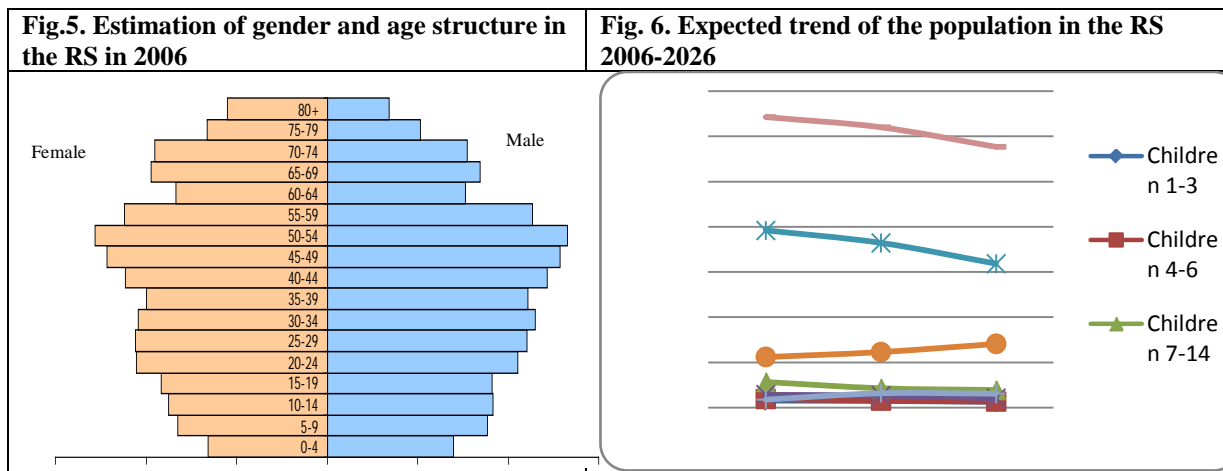 Fig.5. Estimation of gender and age structure in
the RS in 2006
Fig. 6. Expected trend of the population in the RS
2006-2026
Female
Male
80+
75-79
70-74
65-69
60-64
55-59
50-54
45-49
40-44
35-39
30-34
25-29
20-24
15-19
10-14
5-9
0-4
Childre
n 1-3
Childre
n 4-6
Childre
n 7-14